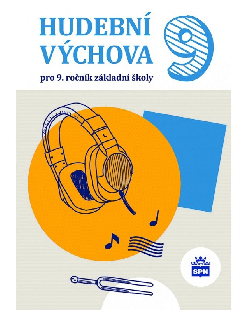 HUDEBNÍ
VÝCHOVA
9
pro 9. ročník základní školy
SPN